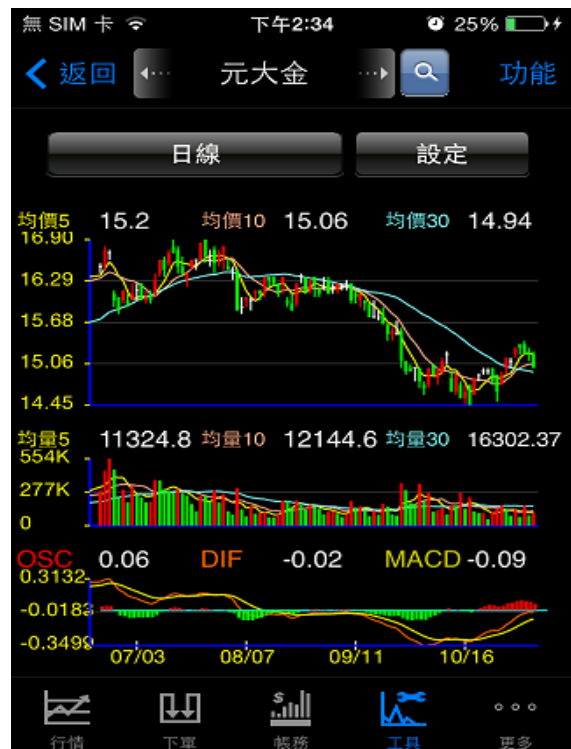 無 SIM 卡 下午2:34 25%
返回 元大金 功能
日線 設定
均價5 15.2 均價10 15.06 均價30 14.94
16.90
16.29
15.68
15.06
14.45
均量5 11324.8 均量10 12144.6 均量30 16302.37
554K
277K
0
OSC 0.06 DIF -0.02 MACD -0.09
0.3132
-0.0183
-0.3499
07/03 08/07 09/11 10/16
行情 下單 帳務 工具 更多